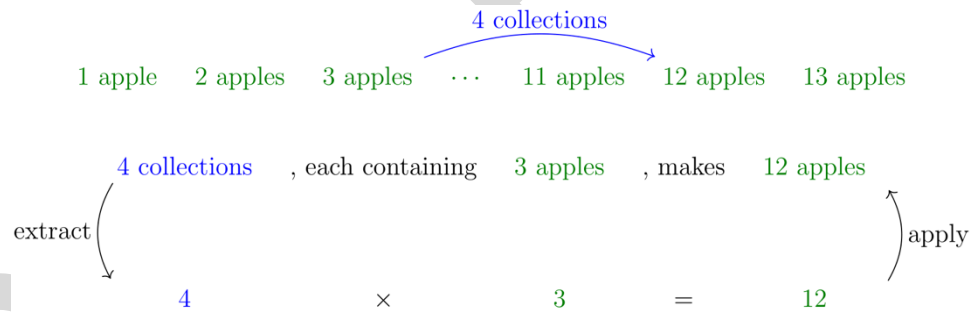 4 collections
1 apple 2 apples 3 apples ··· 11 apples 12 apples 13 apples
4 collections , each containing 3 apples , makes 12 apples
extract apply
4 × 3 = 12